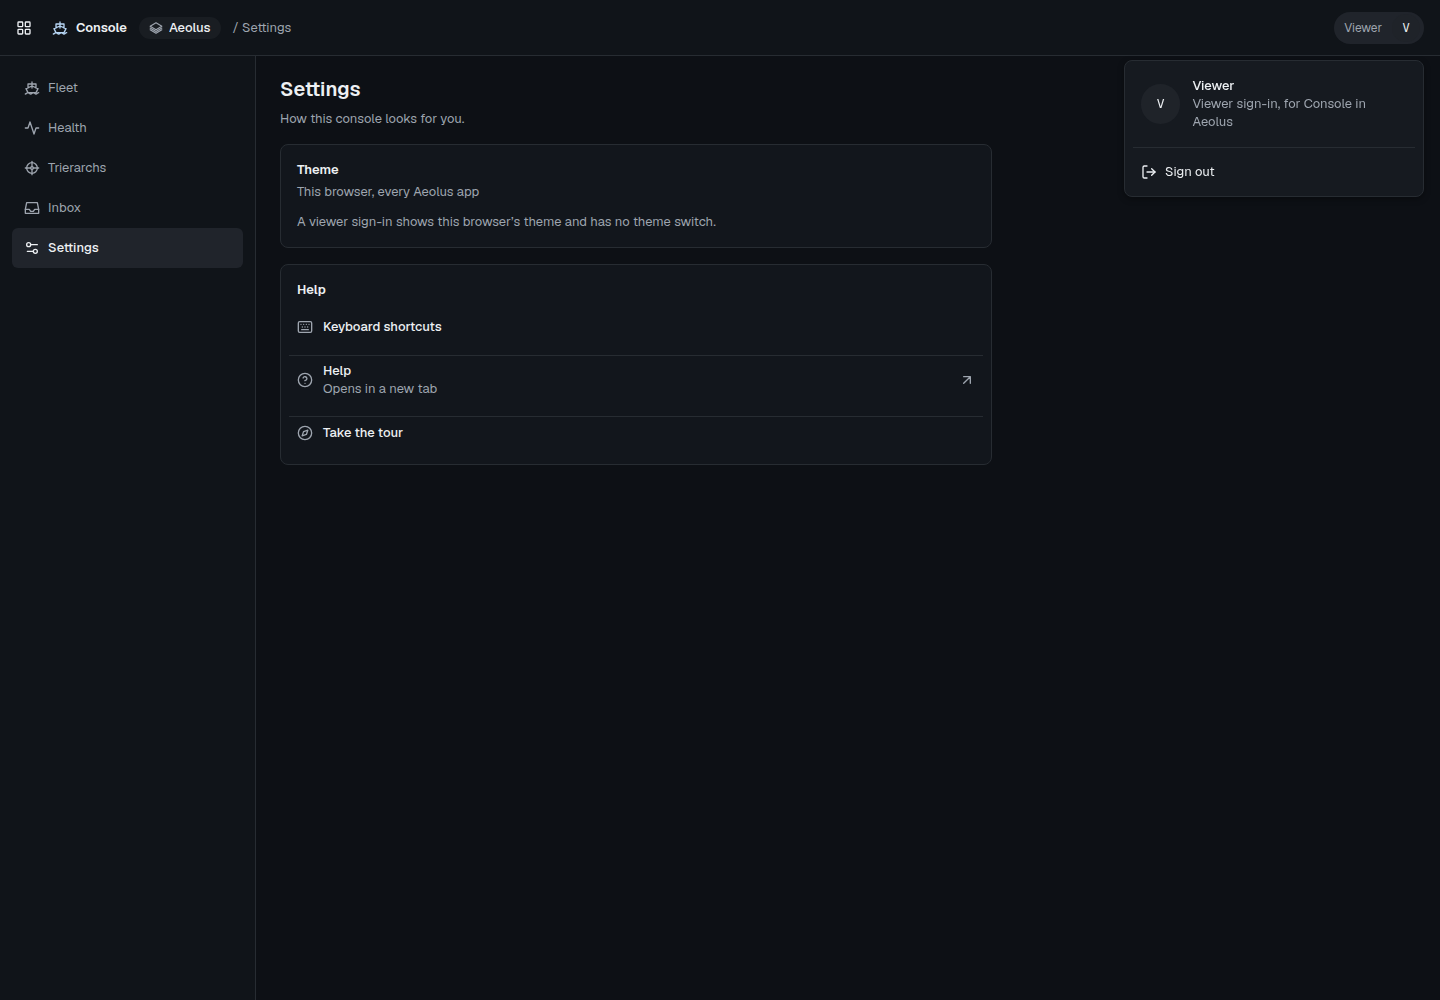 Console
Aeolus
/ Settings
Viewer
V
Fleet
Health
Trierarchs
Inbox
Settings
Settings
How this console looks for you.
Theme
This browser, every Aeolus app
A viewer sign-in shows this browser's theme and has no theme switch.
Help
Keyboard shortcuts
Help
Opens in a new tab
Take the tour
V
Viewer
Viewer sign-in, for Console in
Aeolus
Sign out